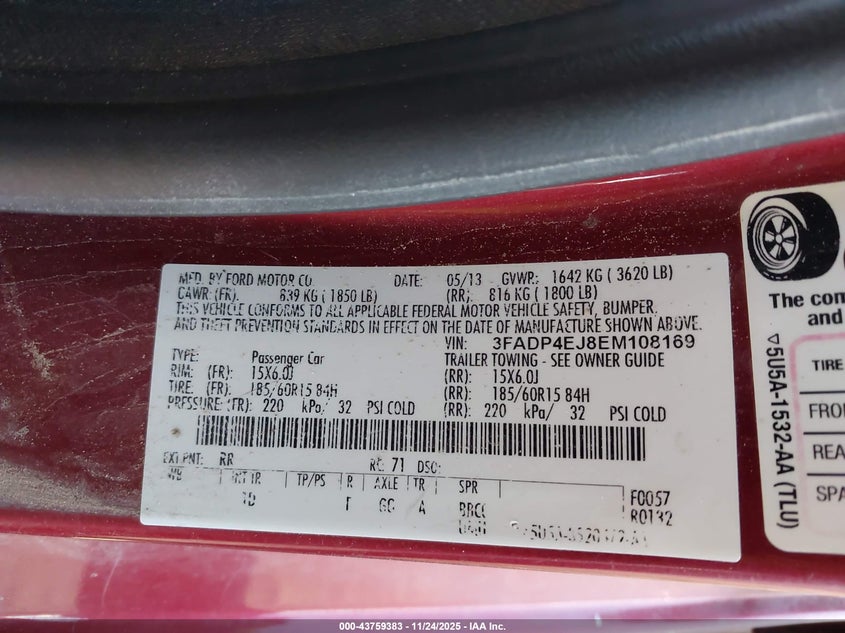 MFD. BY FORD MOTOR CO. DATE: 05/13 GVWR: 1642 KG ( 3620 LB)
GAWR: (FR): 839 KG ( 1850 LB) (RR): 816 KG ( 1800 LB)
THIS VEHICLE CONFORMS TO ALL APPLICABLE FEDERAL MOTOR VEHICLE SAFETY, BUMPER,
AND THEFT PREVENTION STANDARDS IN EFFECT ON THE DATE OF MANUFACTURE SHOWN ABOVE.
VIN: 3FADP4EJ8EM108169
TYPE: Passenger Car TRAILER TOWING - SEE OWNER GUIDE
RIM: (FR): 15X6.0J (RR): 15X6.0J
TIRE: (FR): 185/60R15 84H (RR): 185/60R15 84H
PRESSURE: (FR): 220 kPa/ 32 PSI COLD (RR): 220 kPa/ 32 PSI COLD
EXT PNT: RR RC: 71 DSO:
WB INT TR TP/PS R AXLE TR SPR
F0057
R0132
A
The com
and
TIRE
FRO
REA
SPA
▽5U5A-1532-AA (TLU)
000-43759383 - 11/24/2025 - IAA Inc.